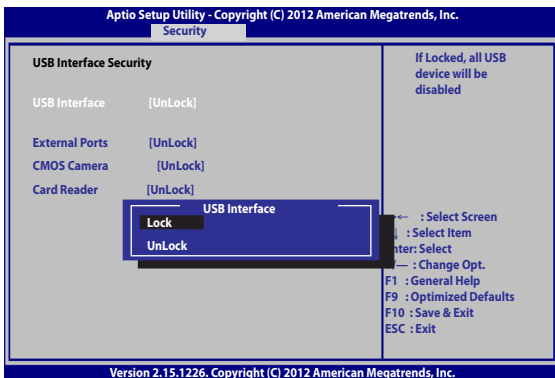 Aptio Setup Utility - Copyright (C) 2012 American Megatrends, Inc.
Security
USB Interface Security
USB Interface [UnLock]
External Ports [UnLock]
CMOS Camera [UnLock]
Card Reader [UnLock]
USB Interface
Lock
UnLock
If Locked, all USB
device will be
disabled
← : Select Screen
: Select Item
nter: Select
/— : Change Opt.
F1 : General Help
F9 : Optimized Defaults
F10 : Save & Exit
ESC : Exit
Version 2.15.1226. Copyright (C) 2012 American Megatrends, Inc.